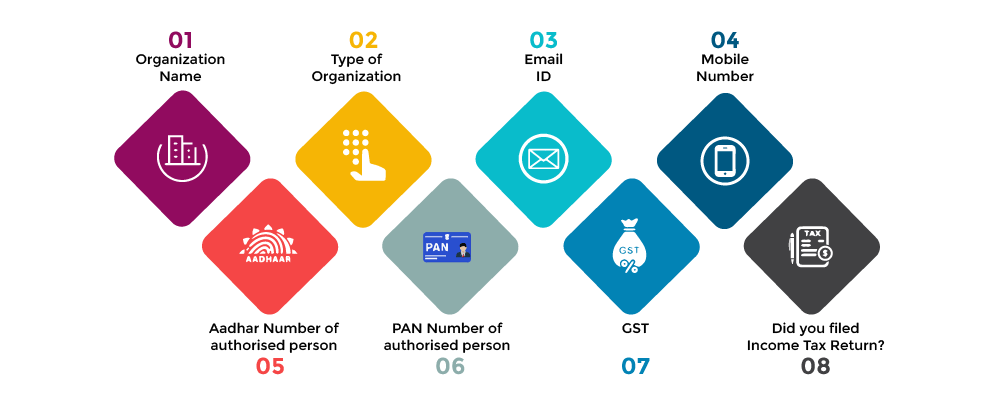 01
Organization
Name
02
Type of
Organization
03
Email
ID
04
Mobile
Number
AADHAAR
PAN
GST
TAX
$
Aadhar Number of
authorised person
05
PAN Number of
authorised person
06
GST
07
Did you filed
Income Tax Return?
08